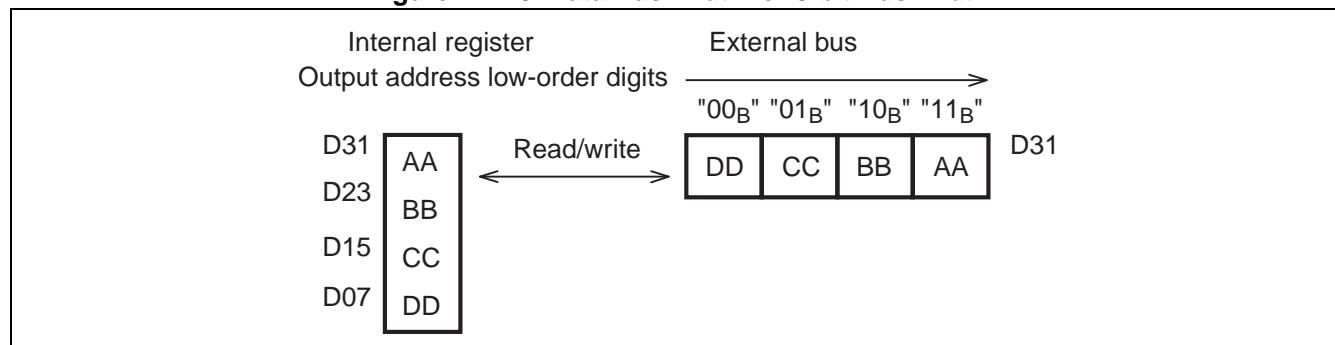 Internal register External bus
Output address low-order digits
"00B" "01B" "10B" "11B"
D31 AA Read/write DD CC BB AA D31
D23 BB
D15 CC
D07 DD